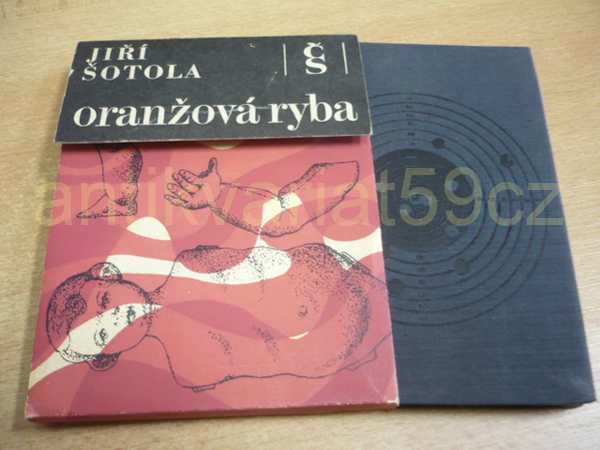 JIŘÍ
ŠOTOLA
čs
oranžová ryba
antikvariat59cz